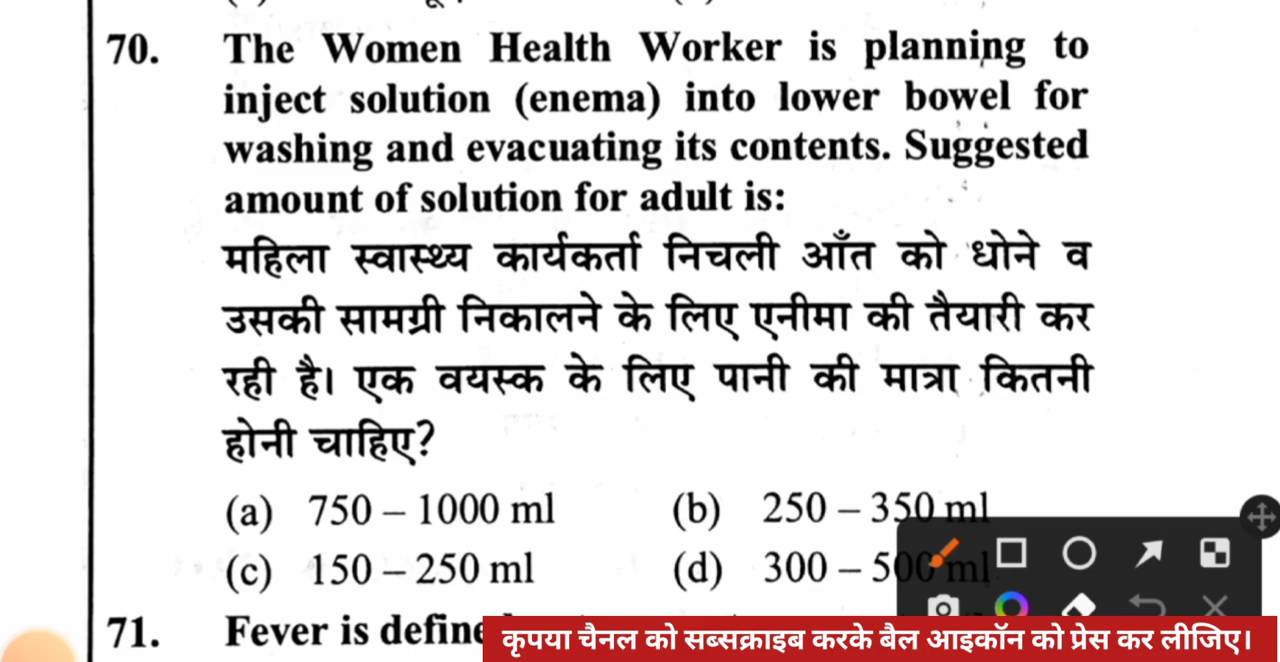 70. The Women Health Worker is planning to
inject solution (enema) into lower bowel for
washing and evacuating its contents. Suggested
amount of solution for adult is:
महिला स्वास्थ्य कार्यकर्ता निचली आँत को धोने व
उसकी सामग्री निकालने के लिए एनीमा की तैयारी कर
रही है। एक वयस्क के लिए पानी की मात्रा कितनी
होनी चाहिए?
(a) 750 – 1000 ml (b) 250 – 350 ml
(c) 150 – 250 ml (d) 300 – 500 ml
71. Fever is define
कृपया चैनल को सब्सक्राइब करके बैल आइकॉन को प्रेस कर लीजिए।